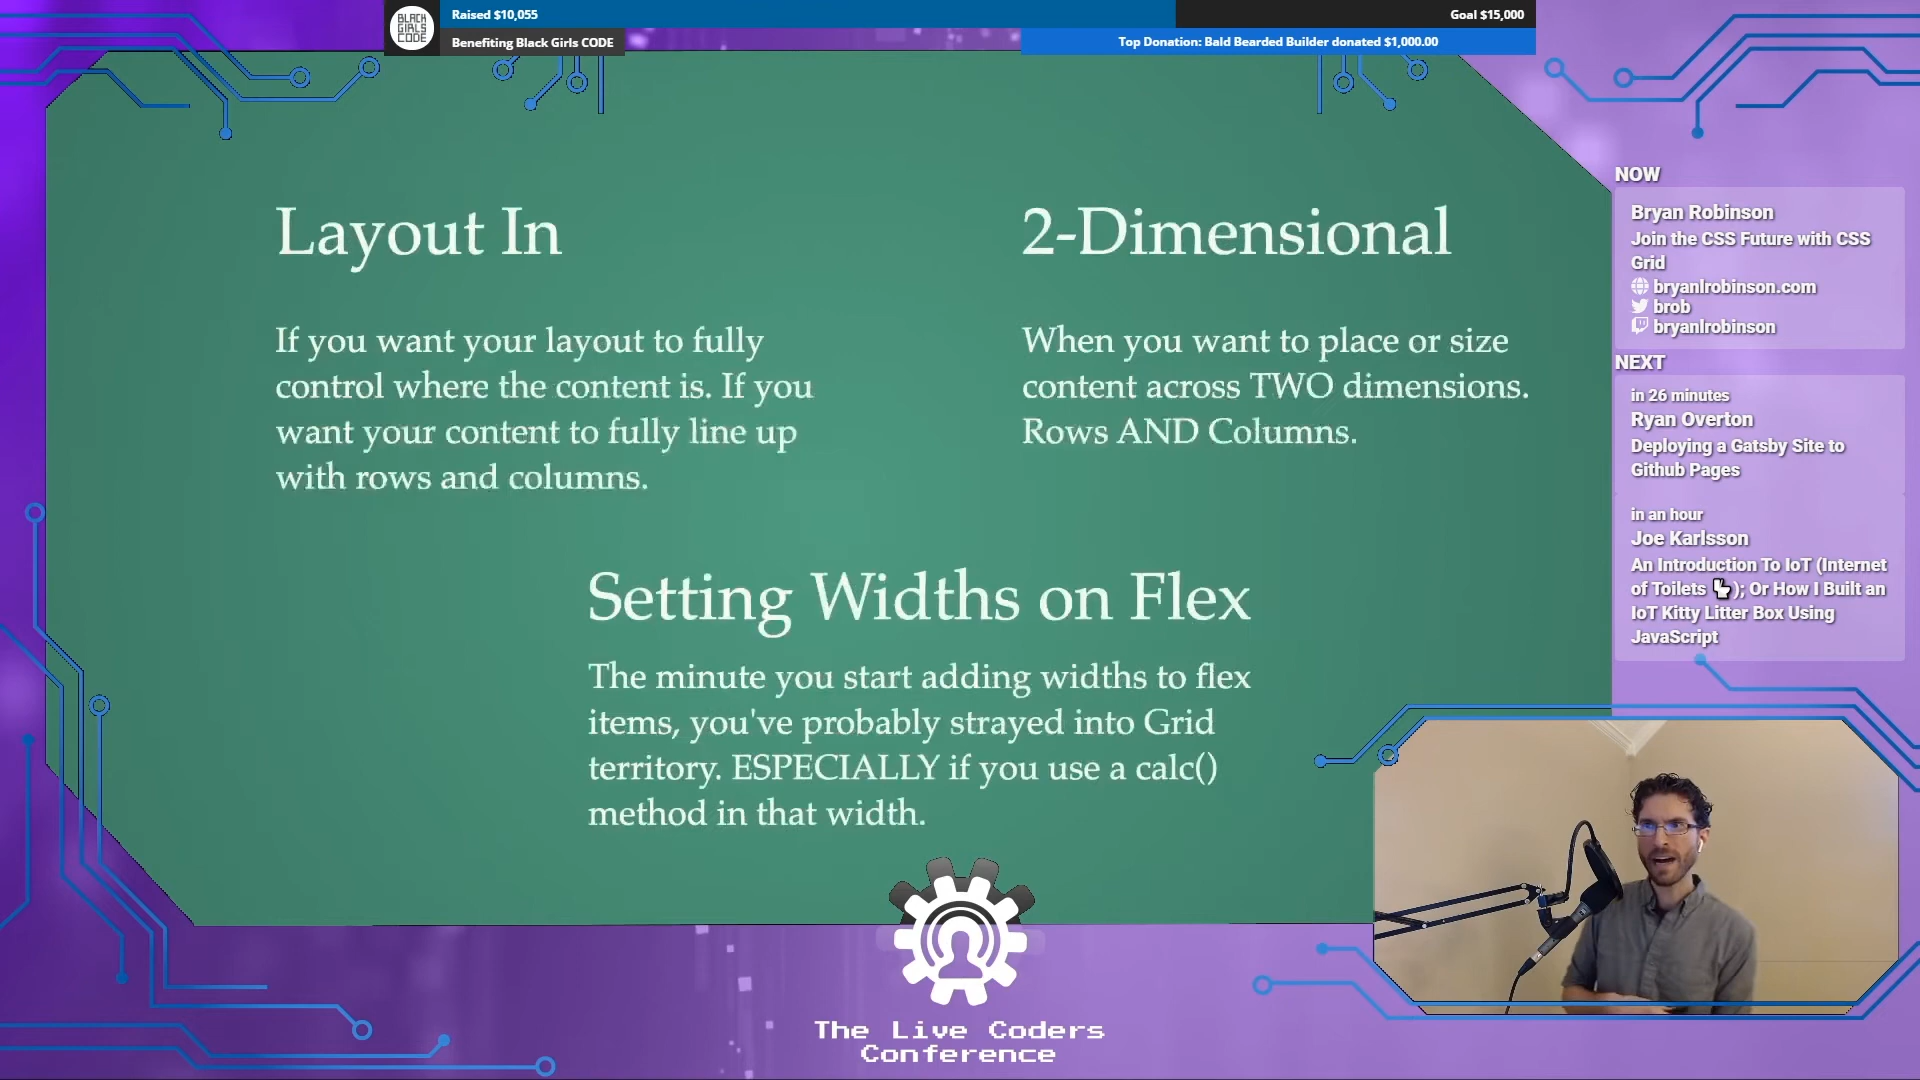 BLACK
GIRLS
CODE
Raised $10,055
Goal $15,000
Benefiting Black Girls CODE
Top Donation: Bald Bearded Builder donated $1,000.00
Layout In
If you want your layout to fully
control where the content is. If you
want your content to fully line up
with rows and columns.
2-Dimensional
When you want to place or size
content across TWO dimensions.
Rows AND Columns.
Setting Widths on Flex
The minute you start adding widths to flex
items, you've probably strayed into Grid
territory. ESPECIALLY if you use a calc()
method in that width.
NOW
Bryan Robinson
Join the CSS Future with CSS
Grid
bryanlrobinson.com
brob
bryanlrobinson
NEXT
in 26 minutes
Ryan Overton
Deploying a Gatsby Site to
Github Pages
in an hour
Joe Karlsson
An Introduction To IoT (Internet
of Toilets 🚽); Or How I Built an
IoT Kitty Litter Box Using
JavaScript
The Live Coders
Conference